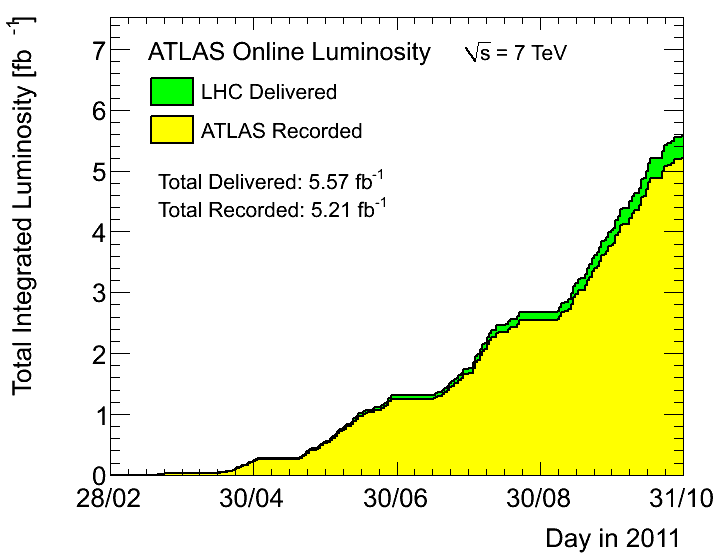 Total Integrated Luminosity [fb⁻¹]
ATLAS Online Luminosity √s = 7 TeV
LHC Delivered
ATLAS Recorded
Total Delivered: 5.57 fb⁻¹
Total Recorded: 5.21 fb⁻¹
7
6
5
4
3
2
1
0
28/02 30/04 30/06 30/08 31/10
Day in 2011